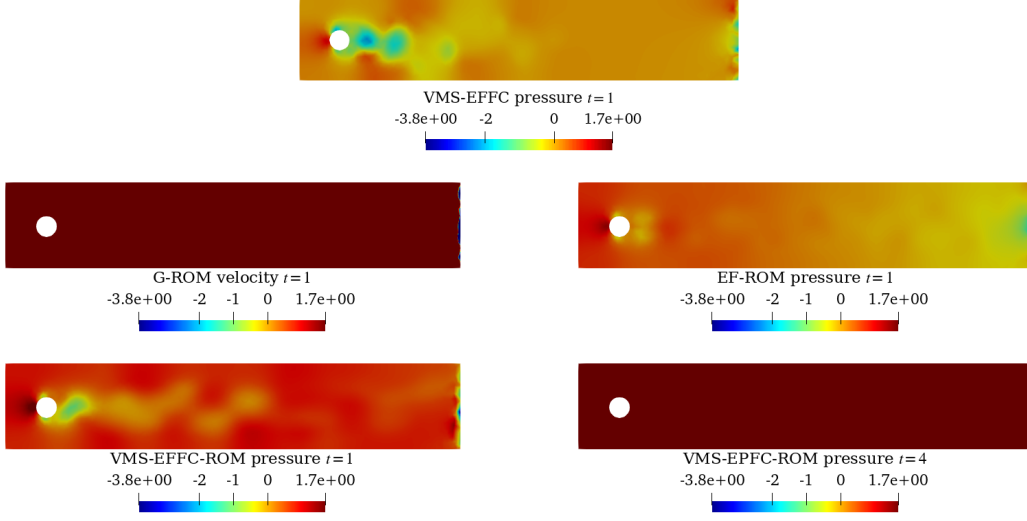 VMS-EFFC pressure t=1
-3.8e+00 -2 0 1.7e+00
G-ROM velocity t=1
-3.8e+00 -2 -1 0 1.7e+00
EF-ROM pressure t=1
-3.8e+00 -2 -1 0 1.7e+00
VMS-EFFC-ROM pressure t=1
-3.8e+00 -2 -1 0 1.7e+00
VMS-EPFC-ROM pressure t=4
-3.8e+00 -2 -1 0 1.7e+00